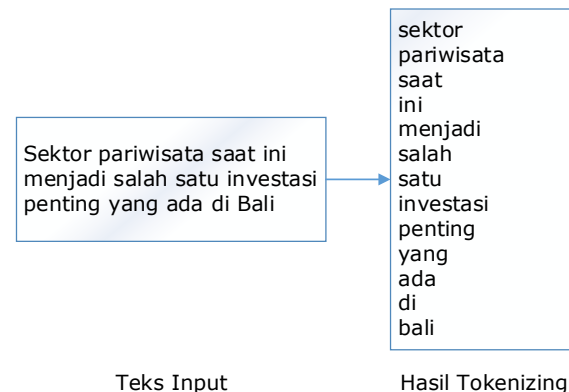 Sektor pariwisata saat ini
menjadi salah satu investasi
penting yang ada di Bali
sektor
pariwisata
saat
ini
menjadi
salah
satu
investasi
penting
yang
ada
di
bali
Teks Input
Hasil Tokenizing